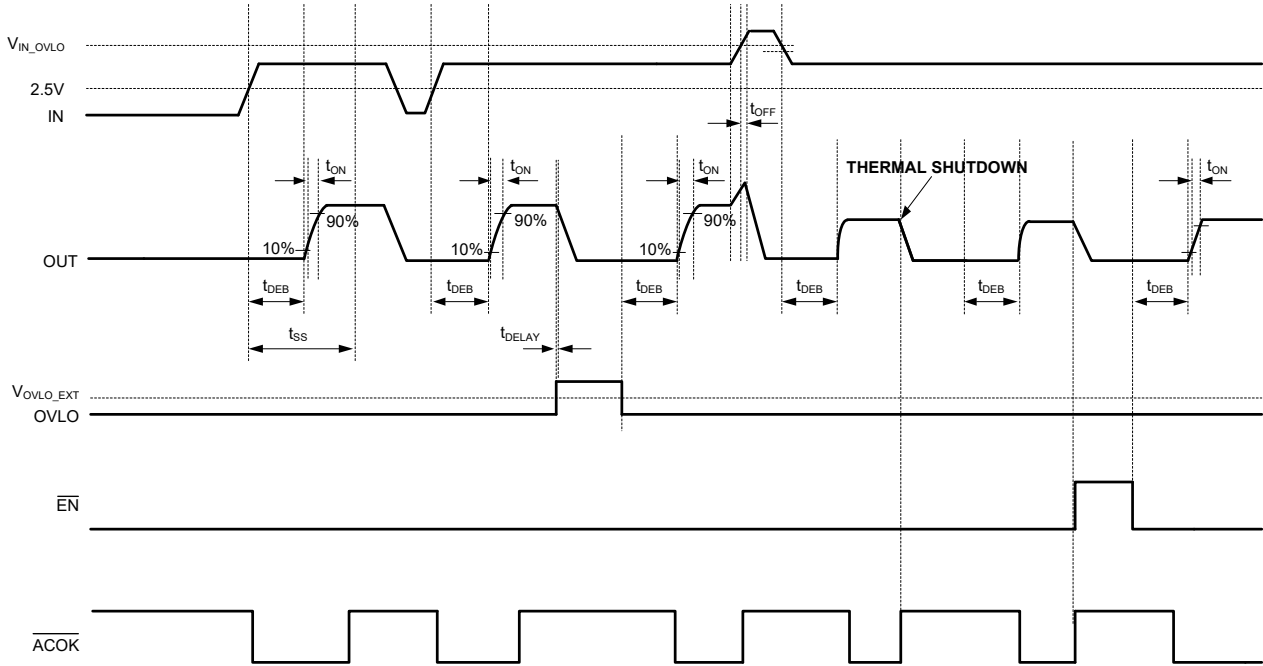 V_IN_OVLO
2.5V
IN
t_OFF
t_ON
t_ON
t_ON
THERMAL SHUTDOWN
t_ON
90%
90%
90%
10%
10%
10%
OUT
t_DEB
t_DEB
t_DEB
t_DEB
t_DEB
t_DEB
t_SS
t_DELAY
V_OVLO_EXT
OVLO
EN
ACOK